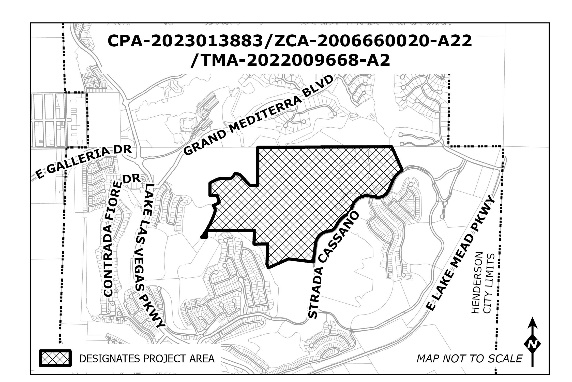 CPA-2023013883/ZCA-2006660020-A22
/TMA-2022009668-A2
GRAND MEDITERRA BLVD
E GALLERIA DR
CONTRADA FIORE DR
LAKE LAS VEGAS PKWY
STRADA CASSANO
E LAKE MEAD PKWY
HENDERSON
CITY LIMITS
N
DESIGNATES PROJECT AREA
MAP NOT TO SCALE